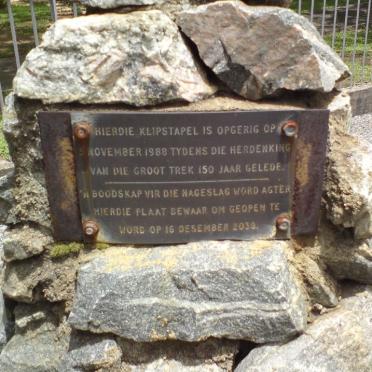 HIERDIE KLIPSTAPEL IS OPGERIG OP
NOVEMBER 1988 TYDENS DIE HERDENKING
VAN DIE GROOT TREK 150 JAAR GELEDE.
'N BOODSKAP VIR DIE NAGESLAG WORD AGTER
HIERDIE PLAAT BEWAAR OM GEOPEN TE
WORD OP 16 DESEMBER 2038.